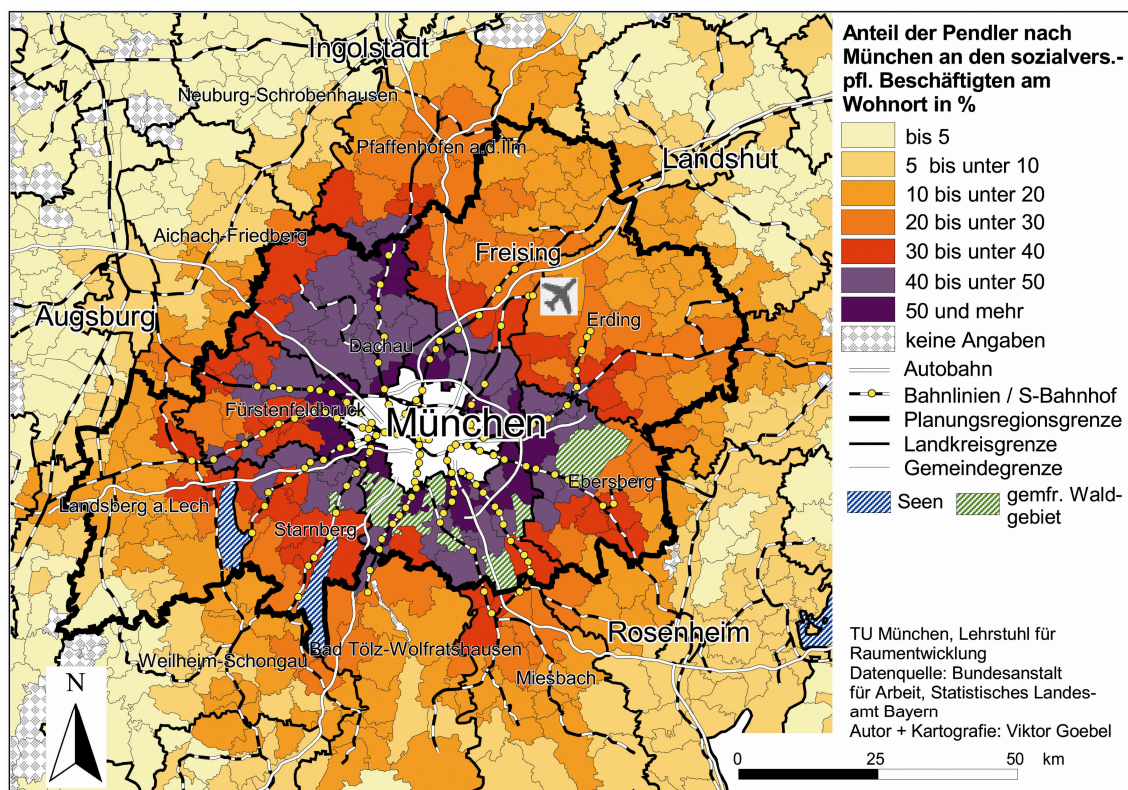 Ingolstadt
Neuburg-Schrobenhausen
Pfaffenhofen a.d.Ilm
Landshut
Aichach-Friedberg
Freising
Augsburg
Erding
Dachau
Fürstenfeldbruck
München
Ebersberg
Landsberg a.Lech
Starnberg
Rosenheim
Weilheim-Schongau
Bad Tölz-Wolfratshausen
Miesbach
N
Anteil der Pendler nach
München an den sozialvers.-
pfl. Beschäftigten am
Wohnort in %
bis 5
5 bis unter 10
10 bis unter 20
20 bis unter 30
30 bis unter 40
40 bis unter 50
50 und mehr
keine Angaben
Autobahn
Bahnlinien / S-Bahnhof
Planungsregionsgrenze
Landkreisgrenze
Gemeindegrenze
Seen
gemfr. Wald-
gebiet
TU München, Lehrstuhl für
Raumentwicklung
Datenquelle: Bundesanstalt
für Arbeit, Statistisches Landes-
amt Bayern
Autor + Kartografie: Viktor Goebel
0 25 50 km